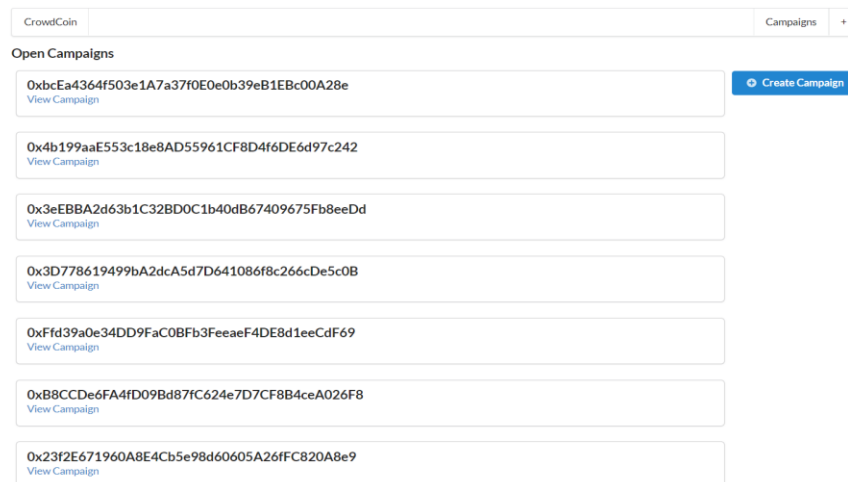 CrowdCoin
Campaigns
+
Open Campaigns
0xbcEa4364f503e1A7a37f0E0e0b39eB1EBc00A28e
View Campaign
Create Campaign
0x4b199aaE553c18e8AD55961CF8D4f6DE6d97c242
View Campaign
0x3eEBBA2d63b1C32BD0C1b40dB67409675Fb8eeDd
View Campaign
0x3D778619499bA2dcA5d7D641086f8c266cDe5c0B
View Campaign
0xFfd39a0e34DD9FaC0BFb3FeeaeF4DE8d1eeCdF69
View Campaign
0xB8CCDe6FA4fD09Bd87fC624e7D7CF8B4ceA026F8
View Campaign
0x23f2E671960A8E4Cb5e98d60605A26fFC820A8e9
View Campaign